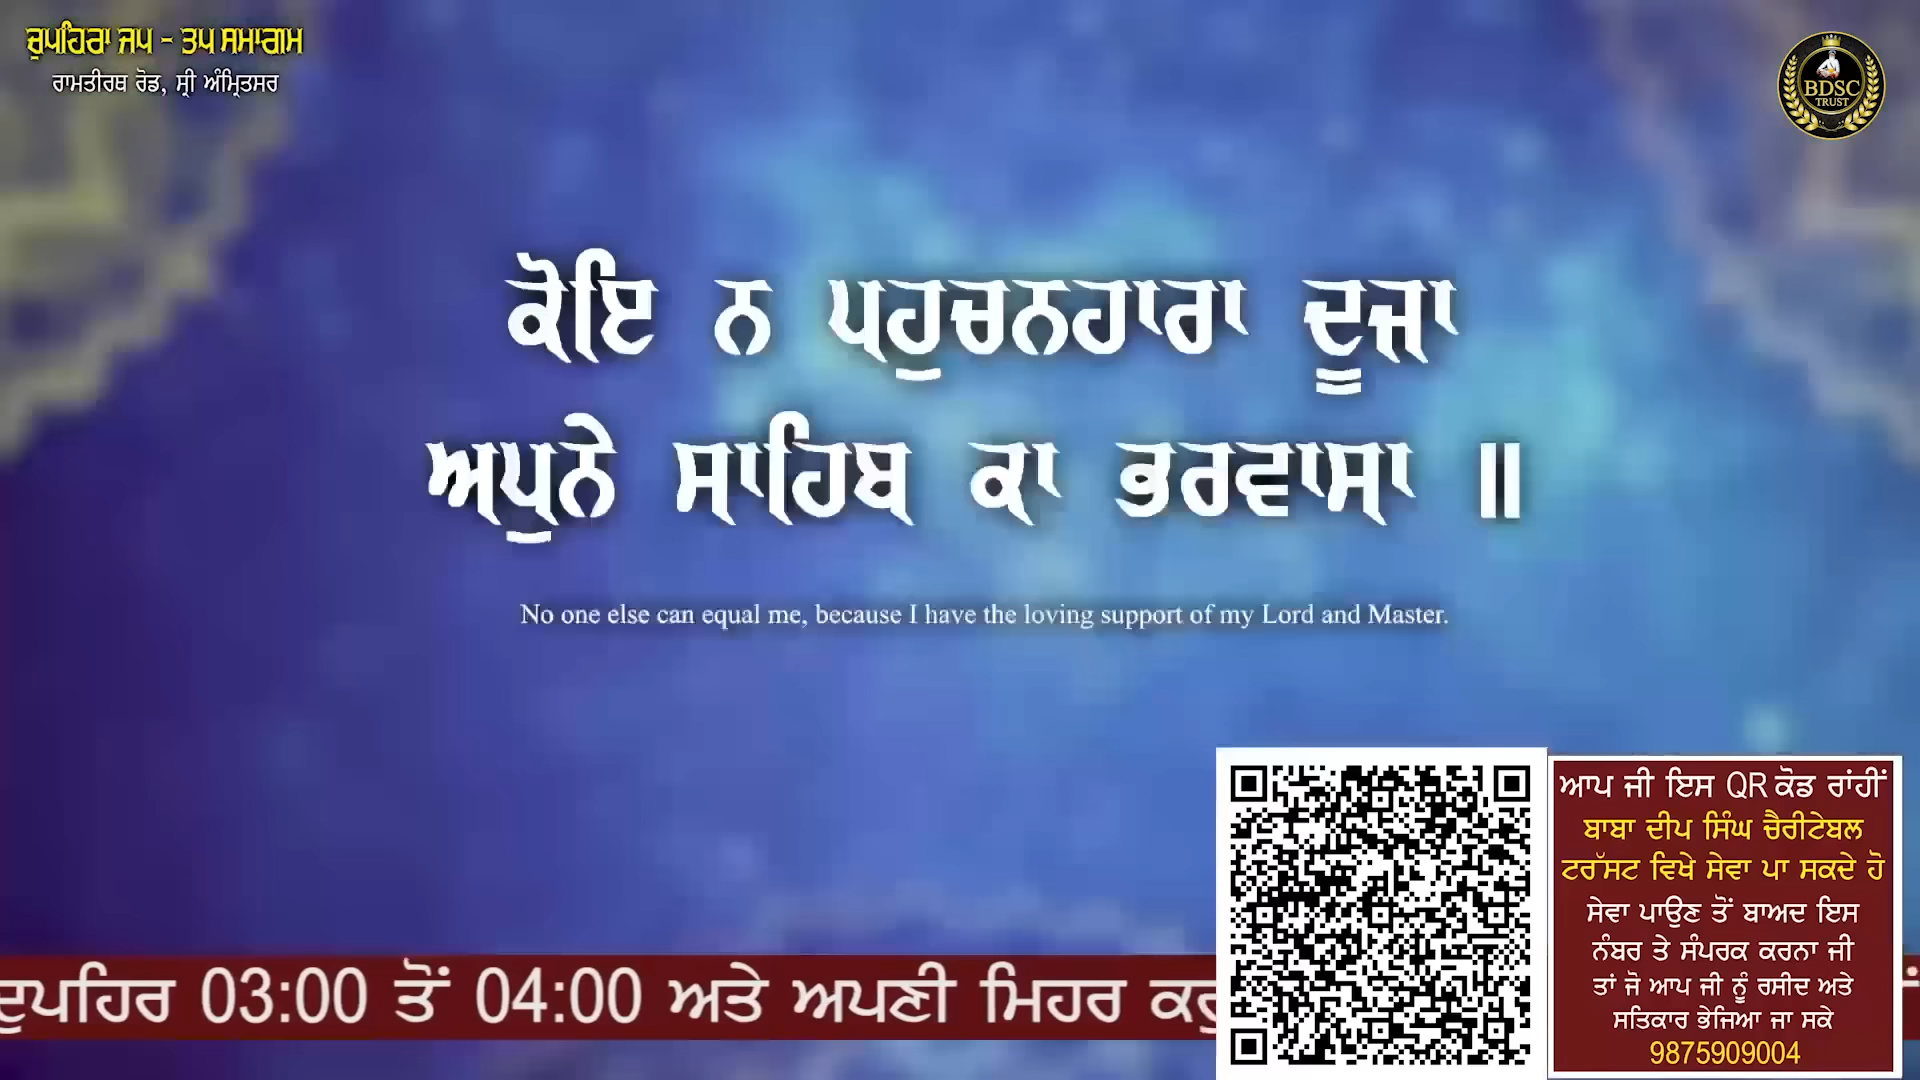 ਚੁਪਹਿਰਾ ਜਪ - ਤਪ ਸਮਾਗਮ
ਰਾਮਤੀਰਥ ਰੋਡ, ਸ੍ਰੀ ਅੰਮ੍ਰਿਤਸਰ
BDSC
TRUST
ਕੋਇ ਨ ਪਹੁਚਨਹਾਰਾ ਦੂਜਾ
ਅਪੁਨੇ ਸਾਹਿਬ ਕਾ ਭਰਵਾਸਾ ॥
No one else can equal me, because I have the loving support of my Lord and Master.
ਆਪ ਜੀ ਇਸ QR ਕੋਡ ਰਾਂਹੀਂ
ਬਾਬਾ ਦੀਪ ਸਿੰਘ ਚੈਰੀਟੇਬਲ
ਟਰੱਸਟ ਵਿਖੇ ਸੇਵਾ ਪਾ ਸਕਦੇ ਹੋ
ਸੇਵਾ ਪਾਉਣ ਤੋਂ ਬਾਅਦ ਇਸ
ਨੰਬਰ ਤੇ ਸੰਪਰਕ ਕਰਨਾ ਜੀ
ਤਾਂ ਜੋ ਆਪ ਜੀ ਨੂੰ ਰਸੀਦ ਅਤੇ
ਸਤਿਕਾਰ ਭੇਜਿਆ ਜਾ ਸਕੇ
9875909004
ਦੁਪਹਿਰ 03:00 ਤੋਂ 04:00 ਅਤੇ ਅਪਣੀ ਮਿਹਰ